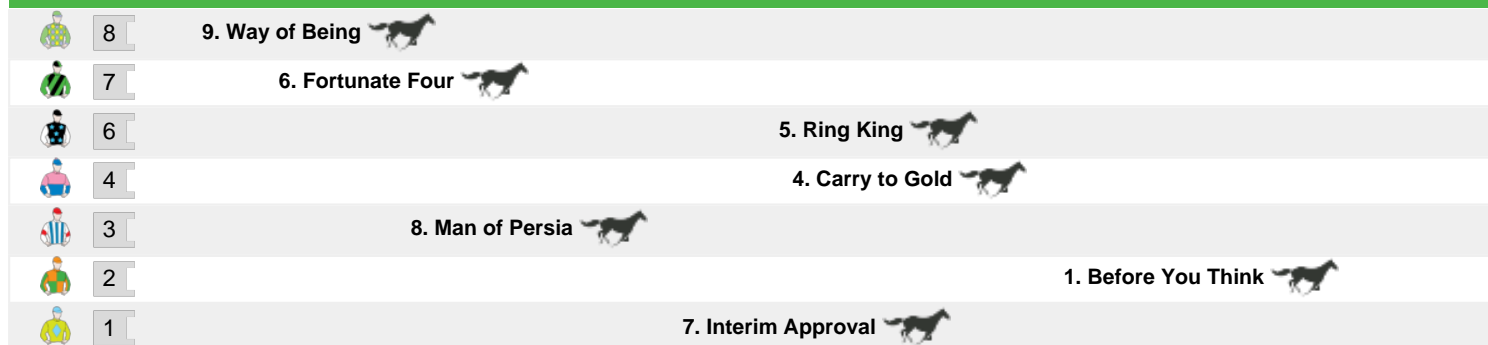 8 9. Way of Being
7 6. Fortunate Four
6 5. Ring King
4 4. Carry to Gold
3 8. Man of Persia
2 1. Before You Think
1 7. Interim Approval